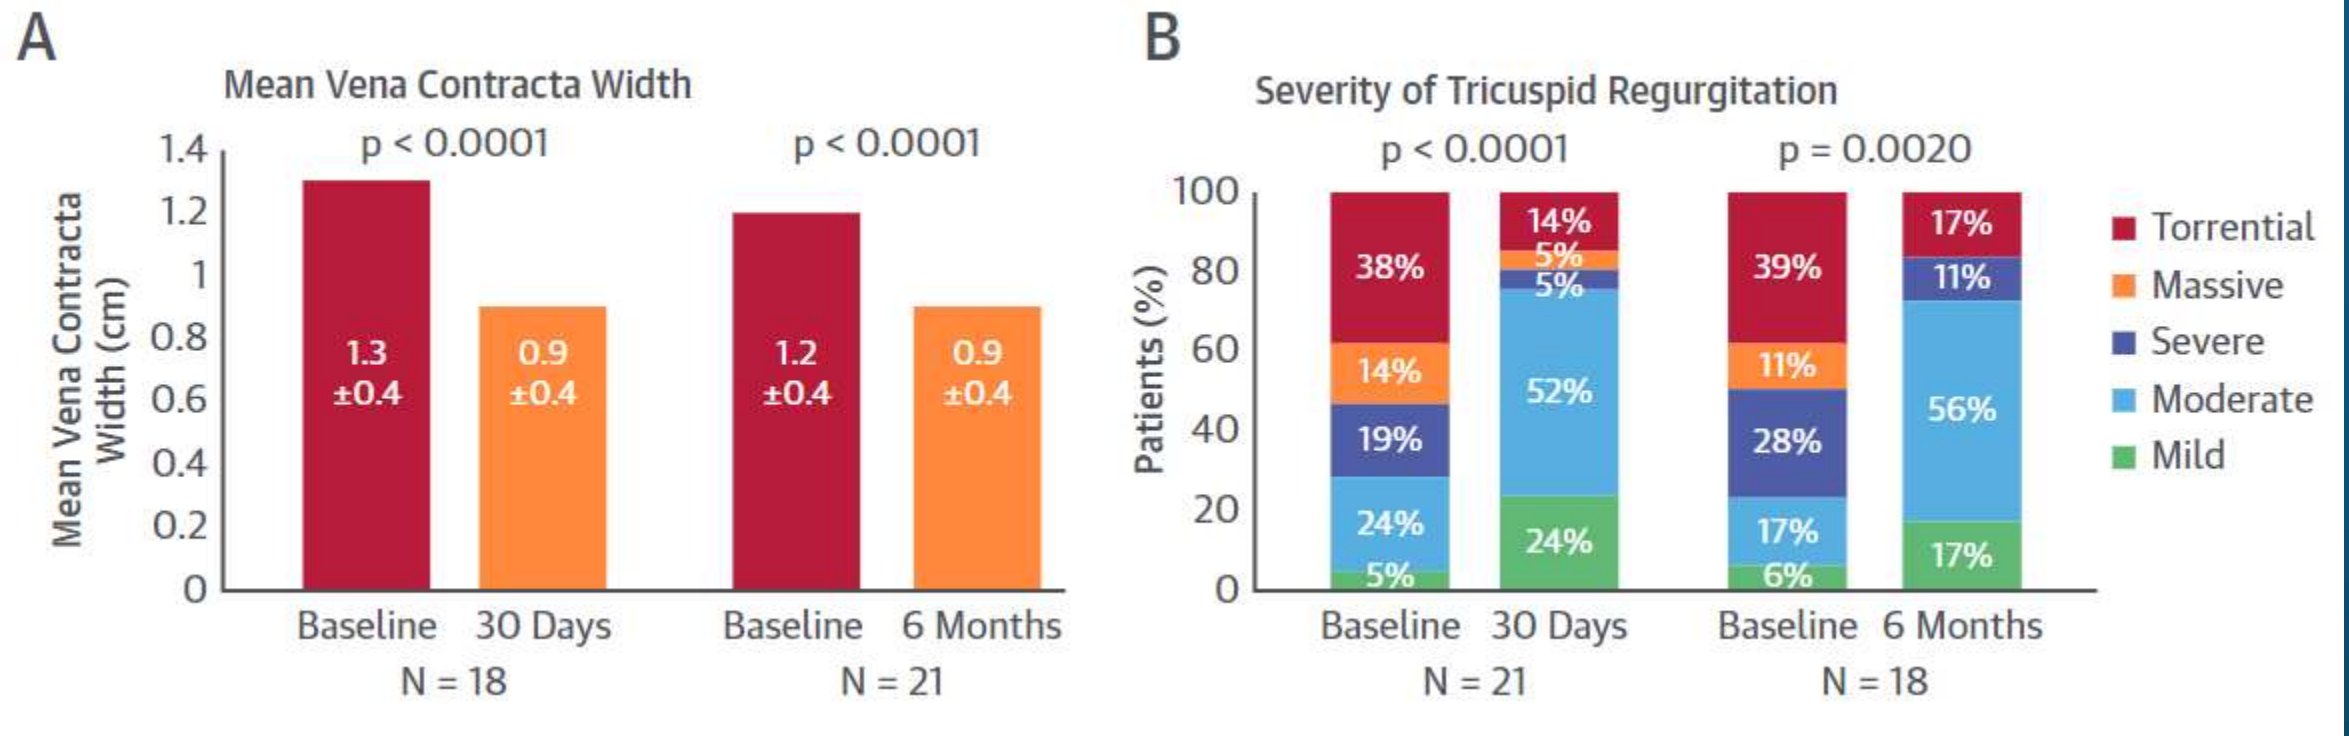 A
Mean Vena Contracta Width
p < 0.0001
p < 0.0001
Mean Vena Contracta
Width (cm)
1.4
1.2
1
0.8
0.6
0.4
0.2
0
1.3
±0.4
0.9
±0.4
1.2
±0.4
0.9
±0.4
Baseline
30 Days
Baseline
6 Months
N = 18
N = 21
B
Severity of Tricuspid Regurgitation
p < 0.0001
p = 0.0020
Patients (%)
100
80
60
40
20
0
38%
14%
19%
24%
5%
14%
5%
5%
52%
24%
39%
11%
28%
17%
6%
17%
11%
56%
17%
Baseline
30 Days
Baseline
6 Months
N = 21
N = 18
Torrential
Massive
Severe
Moderate
Mild